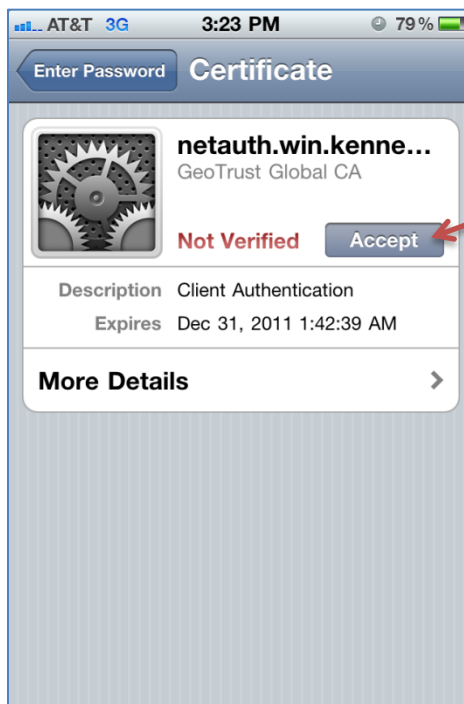 AT&T 3G 3:23 PM 79%
Enter Password Certificate
netauth.win.kenne...
GeoTrust Global CA
Not Verified Accept
Description Client Authentication
Expires Dec 31, 2011 1:42:39 AM
More Details